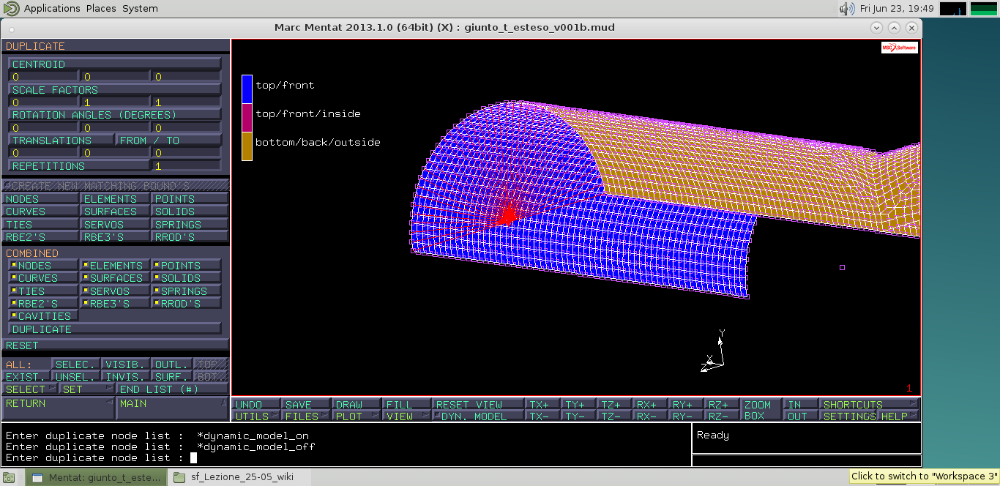 Applications Places System
Fri Jun 23, 19:49
Marc Mentat 2013.1.0 (64bit) (X) : giunto_t_esteso_v001b.mud
DUPLICATE
CENTROID
0 0 0
SCALE FACTORS
0 1 1
ROTATION ANGLES (DEGREES)
0 0 0
TRANSLATIONS FROM / TO
0 0 0
REPETITIONS 1
CREATE NEW MATCHING BOUND'S
NODES ELEMENTS POINTS
CURVES SURFACES SOLIDS
TIES SERVOS SPRINGS
RBE2'S RBE3'S RROD'S
COMBINED
NODES ELEMENTS POINTS
CURVES SURFACES SOLIDS
TIES SERVOS SPRINGS
RBE2'S RBE3'S RROD'S
CAVITIES
DUPLICATE
RESET
ALL: SELEC. VISIB. OUTL. TOP
EXIST. UNSEL. INVIS. SURF. BOT.
SELECT SET END LIST (#)
RETURN MAIN
top/front
top/front/inside
bottom/back/outside
MSC Software
Y
X
Z
1
UNDO SAVE DRAW FILL RESET VIEW TX+ TY+ TZ+ RX+ RY+ RZ+ ZOOM IN SHORTCUTS
UTILS FILES PLOT VIEW DYN. MODEL TX- TY- TZ- RX- RY- RZ- BOX OUT SETTINGS HELP
Enter duplicate node list : *dynamic_model_on
Enter duplicate node list : *dynamic_model_off
Enter duplicate node list :
Ready
Mentat: giunto_t_este...
sf_Lezione_25-05_wiki
Click to switch to "Workspace 3"